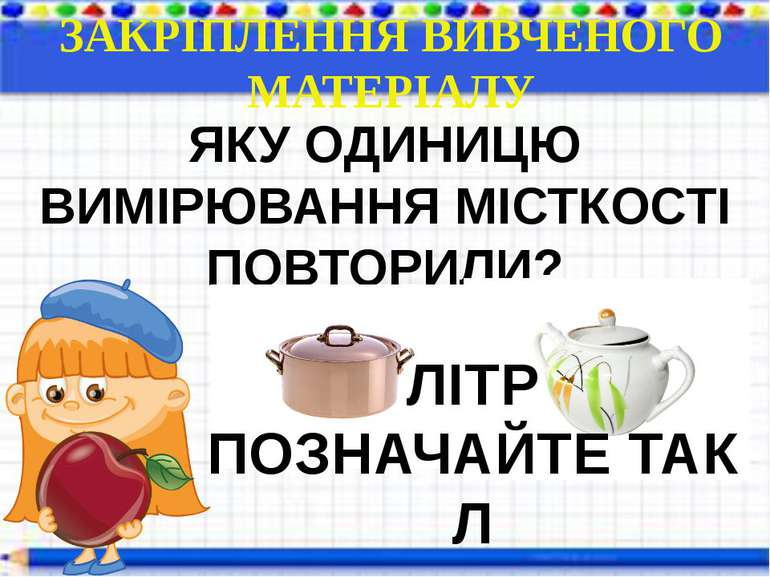 ЗАКРІПЛЕННЯ ВИВЧЕНОГО
МАТЕРІАЛУ
ЯКУ ОДИНИЦЮ
ВИМІРЮВАННЯ МІСТКОСТІ
ПОВТОРИЛИ?
ЛІТР
ПОЗНАЧАЙТЕ ТАК
Л